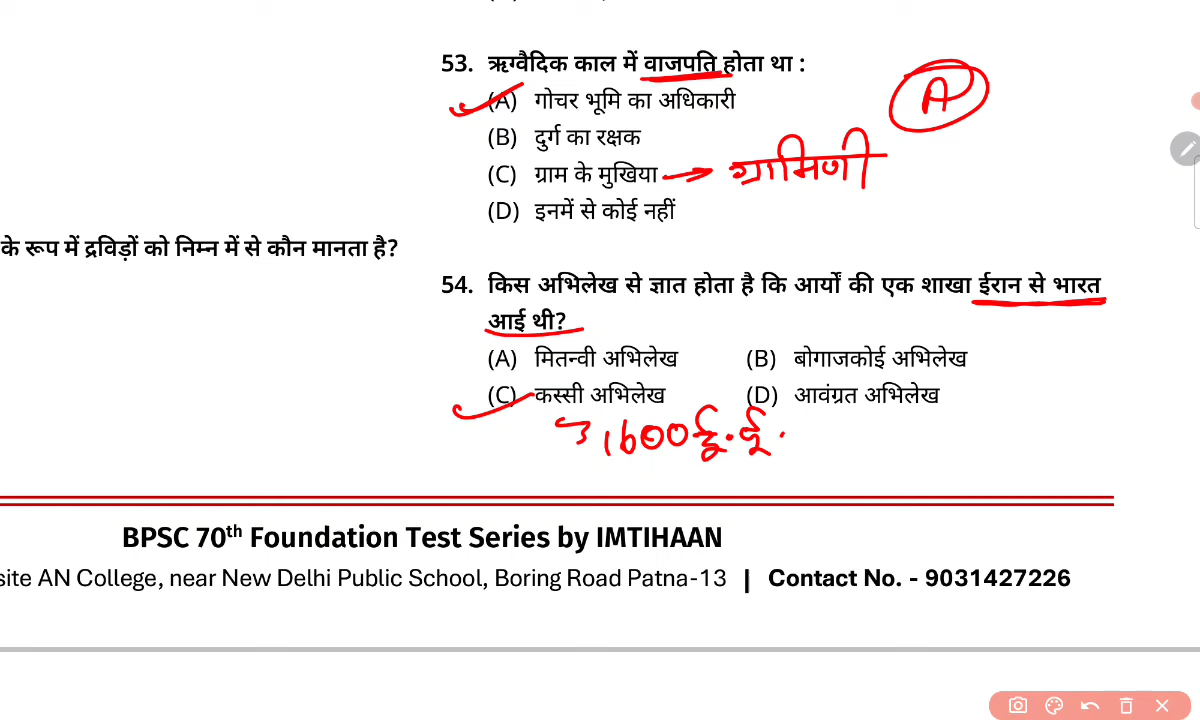 53. ऋग्वैदिक काल में वाजपति होता था :
(A) गोचर भूमि का अधिकारी
A
(B) दुर्ग का रक्षक
(C) ग्राम के मुखिया → ग्रामिणी
(D) इनमें से कोई नहीं
के रूप में द्रविड़ों को निम्न में से कौन मानता है?
54. किस अभिलेख से ज्ञात होता है कि आर्यों की एक शाखा ईरान से भारत
आई थी?
(A) मितन्वी अभिलेख (B) बोगाजकोई अभिलेख
(C) कस्सी अभिलेख (D) आवंग्रत अभिलेख
1600 ई.पू.
BPSC 70th Foundation Test Series by IMTIHAAN
site AN College, near New Delhi Public School, Boring Road Patna-13 | Contact No. - 9031427226